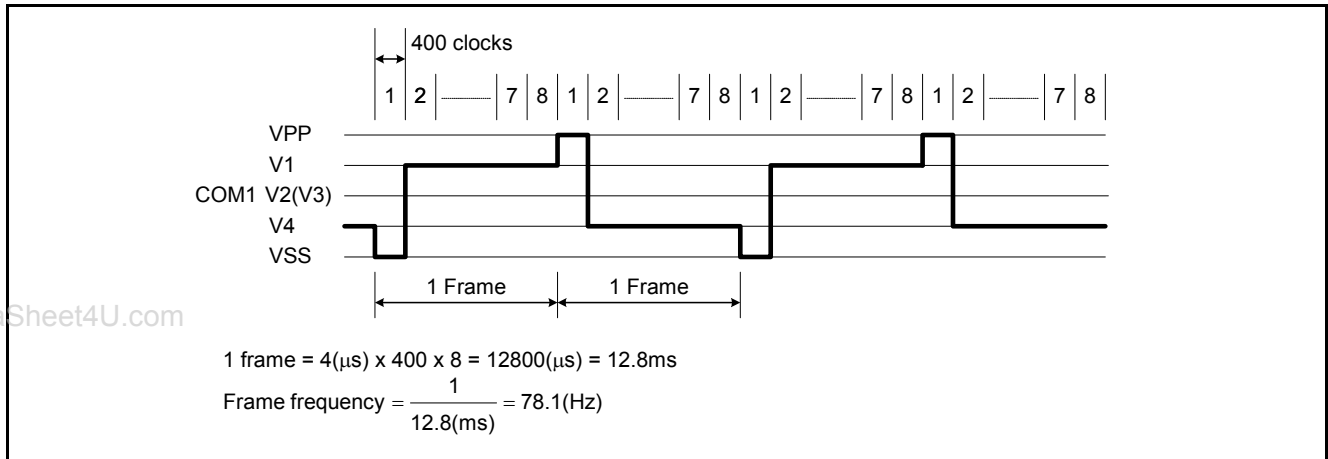 400 clocks
1 2 7 8 1 2 7 8 1 2 7 8 1 2 7 8
VPP
V1
COM1 V2(V3)
V4
VSS
1 Frame 1 Frame
aSheet4U.com
1 frame = 4(μs) x 400 x 8 = 12800(μs) = 12.8ms
Frame frequency = 1 / 12.8(ms) = 78.1(Hz)